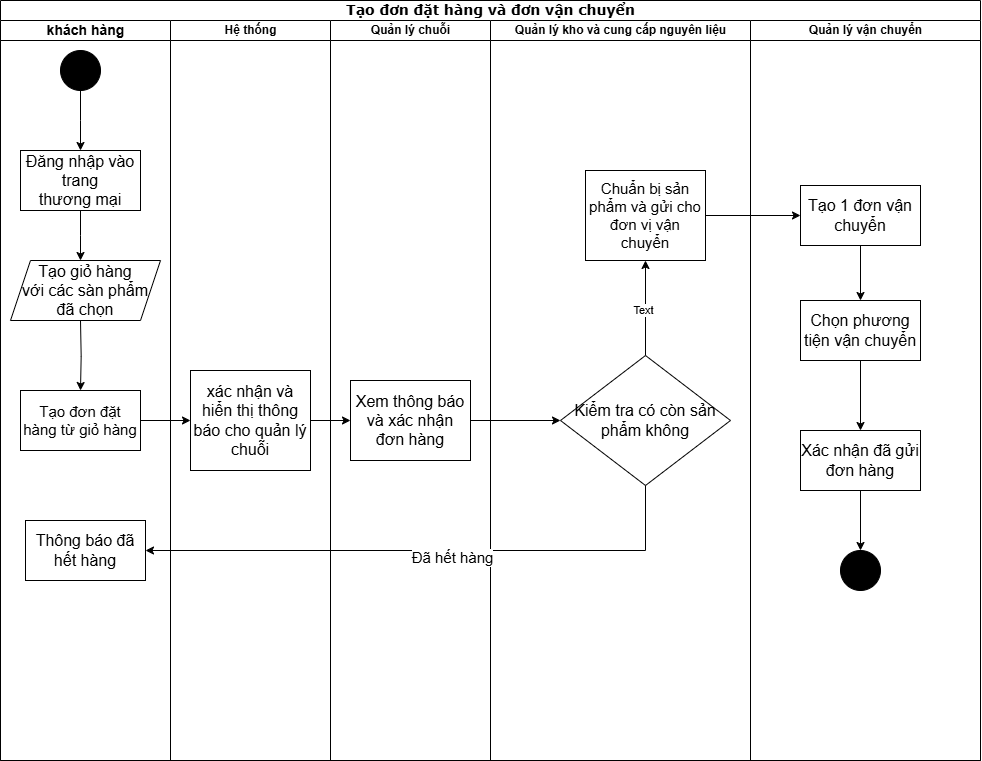 Tạo đơn đặt hàng và đơn vận chuyển
khách hàng
Hệ thống
Quản lý chuỗi
Quản lý kho và cung cấp nguyên liệu
Quản lý vận chuyển
Đăng nhập vào
trang
thương mại
Tạo giỏ hàng
với các sàn phẩm
đã chọn
Tạo đơn đặt
hàng từ giỏ hàng
xác nhận và
hiển thị thông
báo cho quản lý
chuỗi
Xem thông báo
và xác nhận
đơn hàng
Kiểm tra có còn sản
phẩm không
Text
Chuẩn bị sản
phẩm và gửi cho
đơn vị vận
chuyển
Tạo 1 đơn vận
chuyển
Chọn phương
tiện vận chuyển
Xác nhận đã gửi
đơn hàng
Đã hết hàng
Thông báo đã
hết hàng